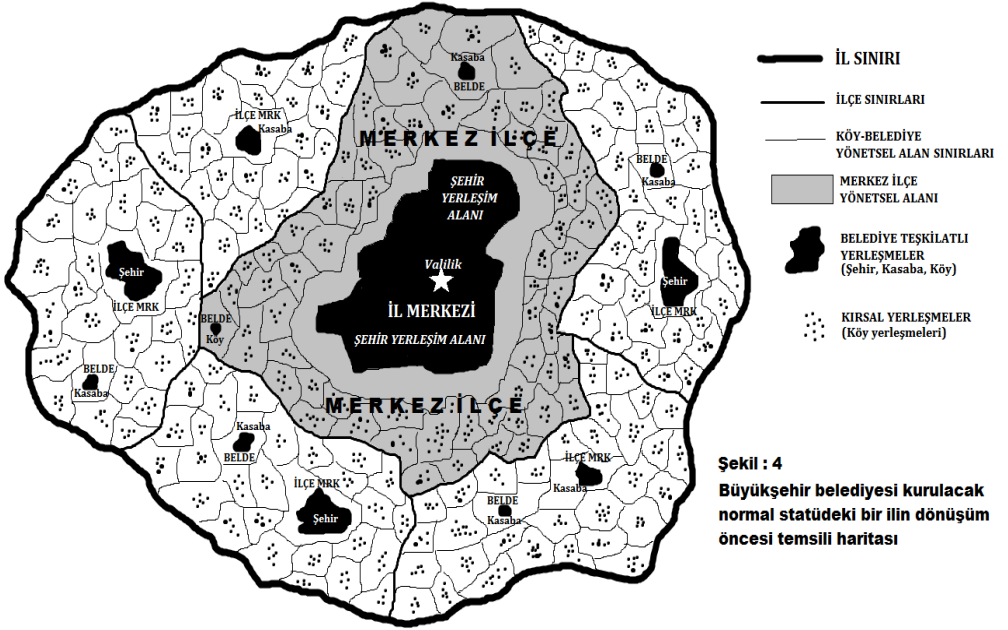 Kasaba
BELDE
MERKEZ İLÇE
İLÇE MRK
Kasaba
ŞEHİR
YERLEŞİM
ALANI
BELDE
Kasaba
Şehir
İLÇE MRK
Valilik
İL MERKEZİ
ŞEHİR YERLEŞİM ALANI
Şehir
İLÇE MRK
BELDE
Köy
BELDE
Kasaba
MERKEZ İLÇE
Kasaba
BELDE
İLÇE MRK
Şehir
İLÇE MRK
Kasaba
BELDE
Kasaba
İL SINIRI
İLÇE SINIRLARI
KÖY-BELEDİYE
YÖNETSEL ALAN SINIRLARI
MERKEZ İLÇE
YÖNETSEL ALANI
BELEDİYE TEŞKİLATLI
YERLEŞMELER
(Şehir, Kasaba, Köy)
KIRSAL YERLEŞMELER
(Köy yerleşmeleri)
Şekil : 4
Büyükşehir belediyesi kurulacak
normal statüdeki bir ilin dönüşüm
öncesi temsili haritası